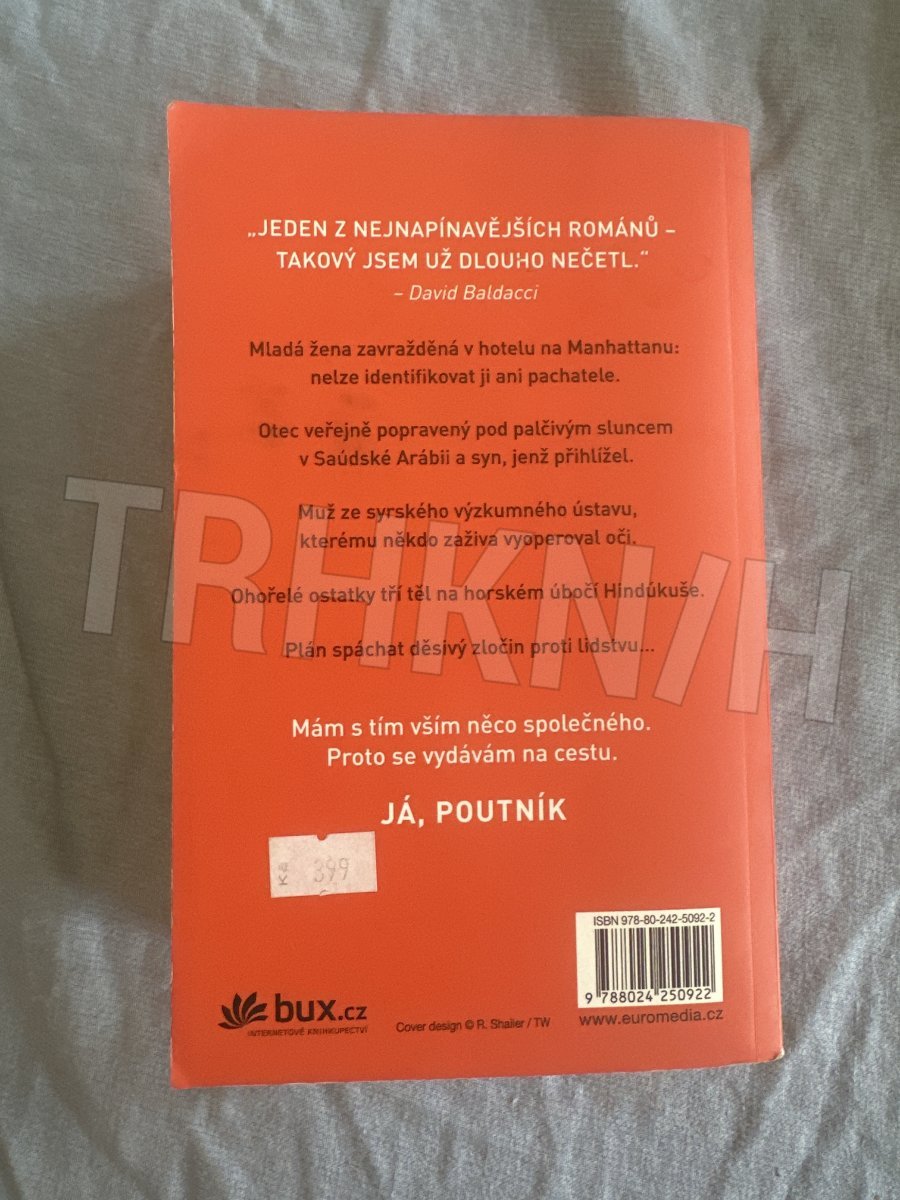 „JEDEN Z NEJNAPÍNAVĚJŠÍCH ROMÁNŮ –
TAKOVÝ JSEM UŽ DLOUHO NEČETL.“
– David Baldacci
Mladá žena zavražděná v hotelu na Manhattanu:
nelze identifikovat ji ani pachatele.
Otec veřejně popravený pod palčivým sluncem
v Saúdské Arábii a syn, jenž přihlížel.
Muž ze syrského výzkumného ústavu,
kterému někdo zaživa vyoperoval oči.
Ohořelé ostatky tří těl na horském úbočí Hindúkuše.
Plán spáchat děsivý zločin proti lidstvu...
TRHKNIH
Mám s tím vším něco společného.
Proto se vydávám na cestu.
JÁ, POUTNÍK
Kč 399
ISBN 978-80-242-5092-2
9 788024 250922
www.euromedia.cz
bux.cz
INTERNETOVÉ KNIHKUPECTVÍ
Cover design © R. Shailer / TW